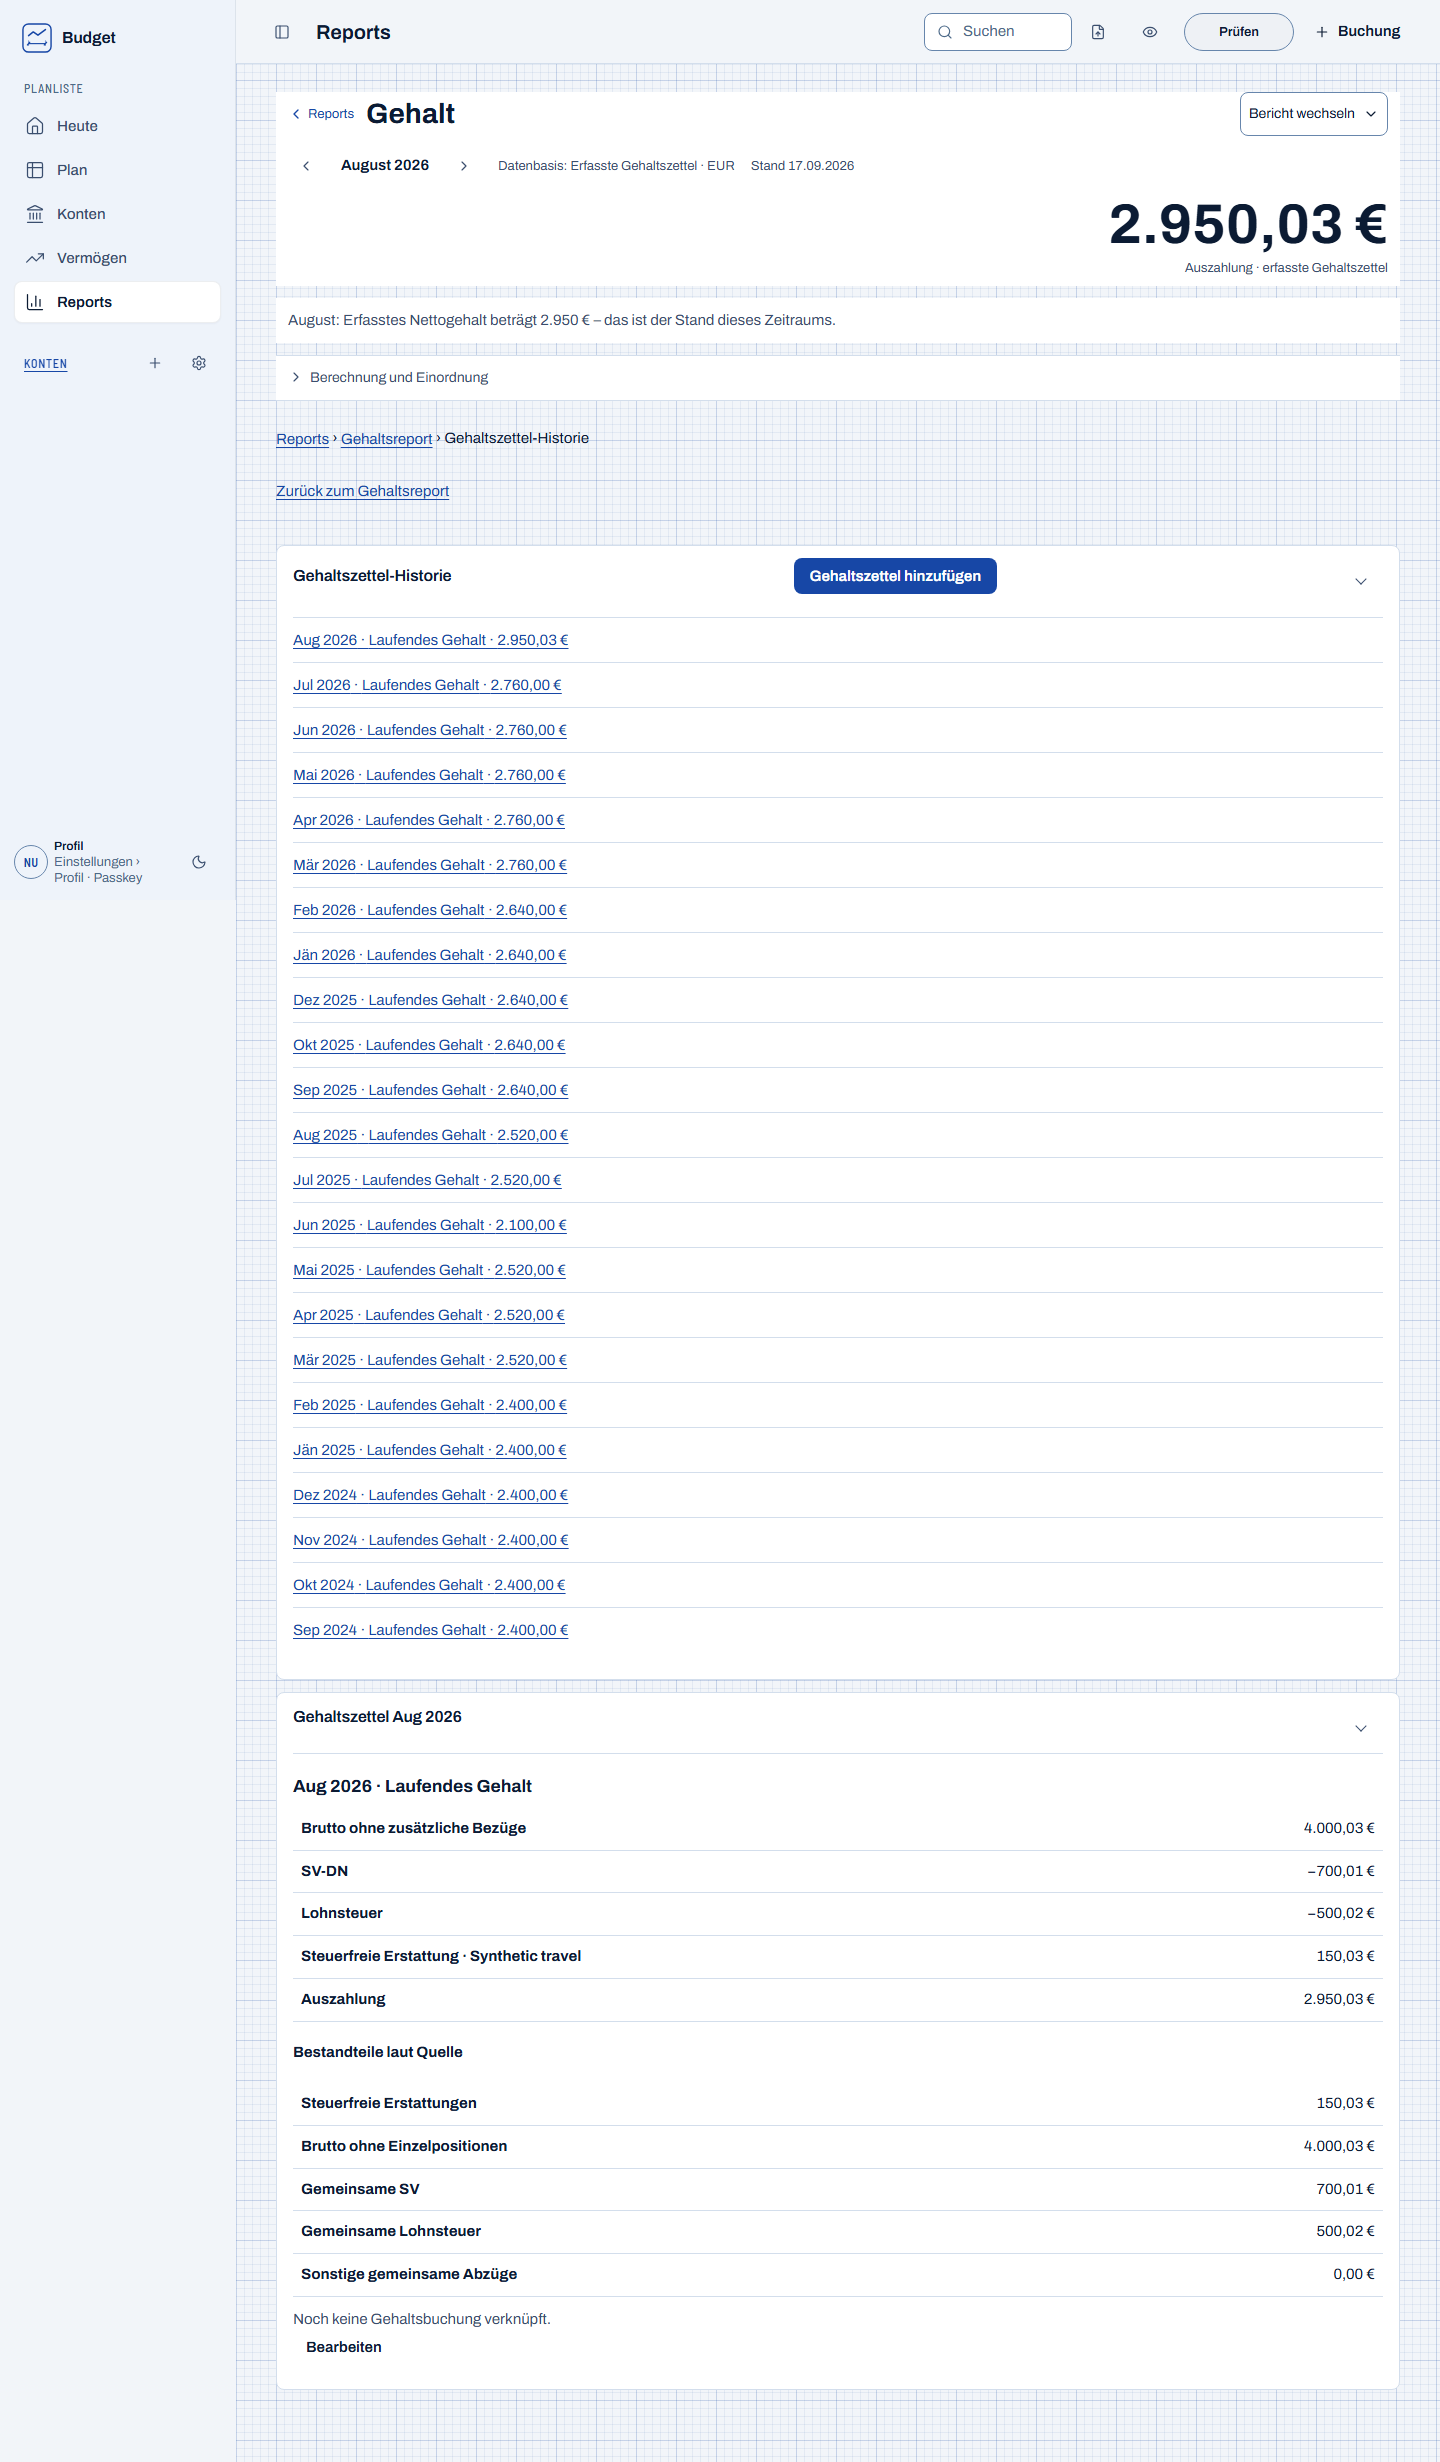 Budget
Reports
Suchen
Prüfen
Buchung
PLANLISTE
Heute
Plan
Konten
Vermögen
Reports
KONTEN
NU
Profil
Einstellungen ›
Profil · Passkey
Reports
Gehalt
Bericht wechseln
August 2026
Datenbasis: Erfasste Gehaltszettel · EUR
Stand 17.09.2026
2.950,03 €
Auszahlung · erfasste Gehaltszettel
August: Erfasstes Nettogehalt beträgt 2.950 € – das ist der Stand dieses Zeitraums.
Berechnung und Einordnung
Reports › Gehaltsreport › Gehaltszettel-Historie
Zurück zum Gehaltsreport
Gehaltszettel-Historie
Gehaltszettel hinzufügen
Aug 2026 · Laufendes Gehalt · 2.950,03 €
Jul 2026 · Laufendes Gehalt · 2.760,00 €
Jun 2026 · Laufendes Gehalt · 2.760,00 €
Mai 2026 · Laufendes Gehalt · 2.760,00 €
Apr 2026 · Laufendes Gehalt · 2.760,00 €
Mär 2026 · Laufendes Gehalt · 2.760,00 €
Feb 2026 · Laufendes Gehalt · 2.640,00 €
Jän 2026 · Laufendes Gehalt · 2.640,00 €
Dez 2025 · Laufendes Gehalt · 2.640,00 €
Okt 2025 · Laufendes Gehalt · 2.640,00 €
Sep 2025 · Laufendes Gehalt · 2.640,00 €
Aug 2025 · Laufendes Gehalt · 2.520,00 €
Jul 2025 · Laufendes Gehalt · 2.520,00 €
Jun 2025 · Laufendes Gehalt · 2.100,00 €
Mai 2025 · Laufendes Gehalt · 2.520,00 €
Apr 2025 · Laufendes Gehalt · 2.520,00 €
Mär 2025 · Laufendes Gehalt · 2.520,00 €
Feb 2025 · Laufendes Gehalt · 2.400,00 €
Jän 2025 · Laufendes Gehalt · 2.400,00 €
Dez 2024 · Laufendes Gehalt · 2.400,00 €
Nov 2024 · Laufendes Gehalt · 2.400,00 €
Okt 2024 · Laufendes Gehalt · 2.400,00 €
Sep 2024 · Laufendes Gehalt · 2.400,00 €
Gehaltszettel Aug 2026
Aug 2026 · Laufendes Gehalt
Brutto ohne zusätzliche Bezüge 4.000,03 €
SV-DN −700,01 €
Lohnsteuer −500,02 €
Steuerfreie Erstattung · Synthetic travel 150,03 €
Auszahlung 2.950,03 €
Bestandteile laut Quelle
Steuerfreie Erstattungen 150,03 €
Brutto ohne Einzelpositionen 4.000,03 €
Gemeinsame SV 700,01 €
Gemeinsame Lohnsteuer 500,02 €
Sonstige gemeinsame Abzüge 0,00 €
Noch keine Gehaltsbuchung verknüpft.
Bearbeiten